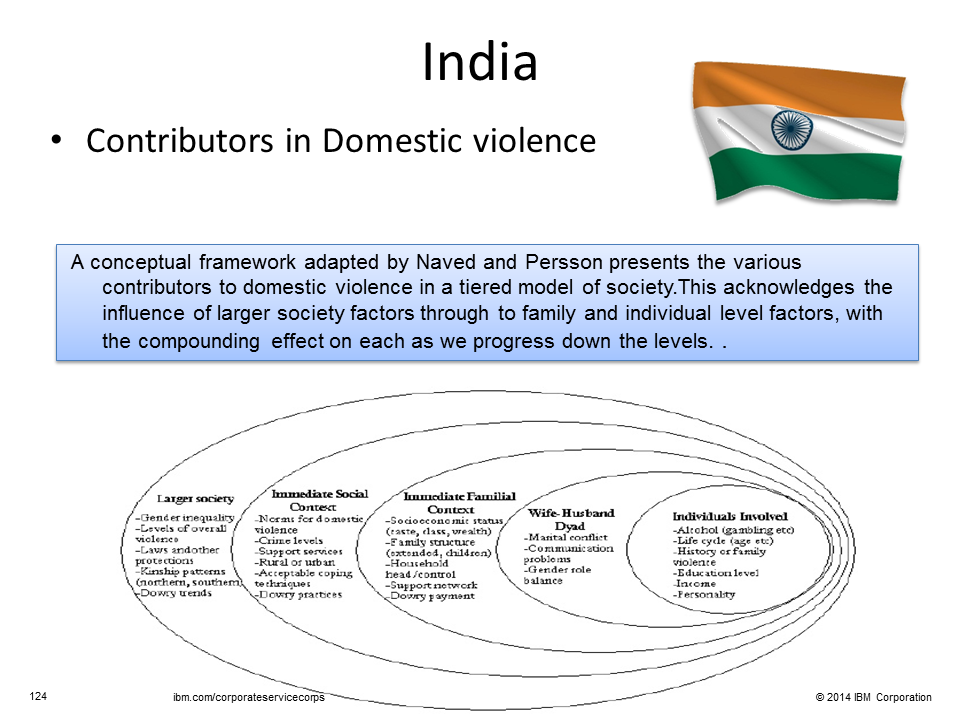 India
• Contributors in Domestic violence
A conceptual framework adapted by Naved and Persson presents the various
contributors to domestic violence in a tiered model of society.This acknowledges the
influence of larger society factors through to family and individual level factors, with
the compounding effect on each as we progress down the levels. .
Larger society
-Gender inequality
-Levels of overall
violence
-Laws andother
protections
-Kinship patterns
(northern, southern)
-Dowry trends
Immediate Social
Context
-Norms for domestic
violence
-Crime levels
-Support services
-Rural or urban
-Acceptable coping
techniques
-Dowry practices
Immediate Familial
Context
-Socioeconomic status
(caste, class, wealth)
-Family structure
(extended, children)
-Household
head/control
-Support network
-Dowry payment
Wife-Husband
Dyad
-Marital conflict
-Communication
problems
-Gender role
balance
Individuals Involved
-Alcohol (gambling etc)
-Life cycle (age etc)
-History or family
violence
-Education level
-Income
-Personality
124
ibm.com/corporateservicecorps
© 2014 IBM Corporation